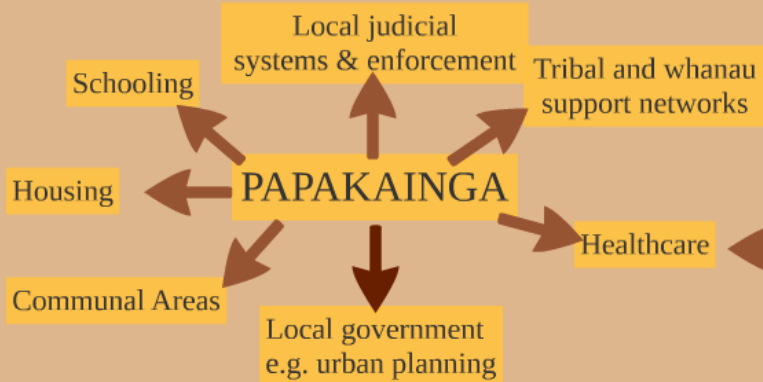 Local judicial
systems & enforcement
Tribal and whanau
support networks
Schooling
PAPAKAINGA
Housing
Healthcare
Communal Areas
Local government
e.g. urban planning